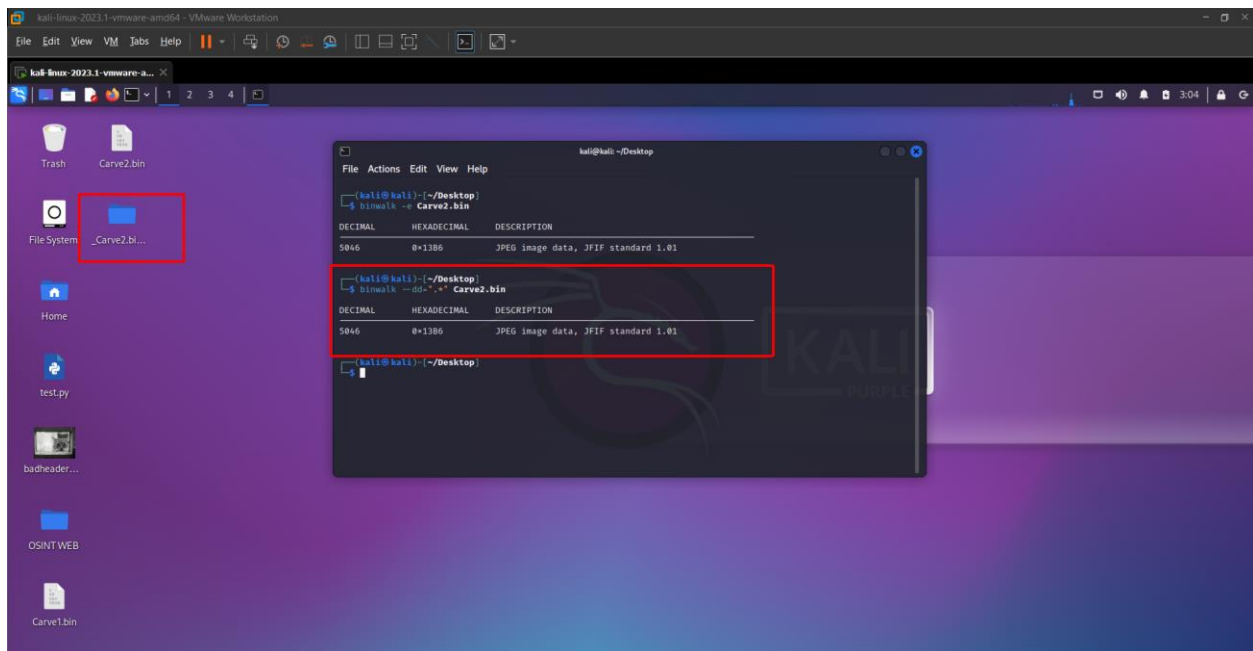 kali-linux-2023.1-vmware-amd64 - VMware Workstation
File Edit View VM Tabs Help
kali-linux-2023.1-vmware-a...
1 2 3 4
3:04
Trash
Carve2.bin
File System
_Carve2.bi...
Home
test.py
badheader...
OSINT WEB
Carve1.bin
kali@kali: ~/Desktop
File Actions Edit View Help
(kali㉿kali)-[~/Desktop]
$ binwalk -e Carve2.bin
DECIMAL HEXADECIMAL DESCRIPTION
5046 0×13B6 JPEG image data, JFIF standard 1.01
(kali㉿kali)-[~/Desktop]
$ binwalk --dd=".*" Carve2.bin
DECIMAL HEXADECIMAL DESCRIPTION
5046 0×13B6 JPEG image data, JFIF standard 1.01
(kali㉿kali)-[~/Desktop]
$
KALI
PURPLE